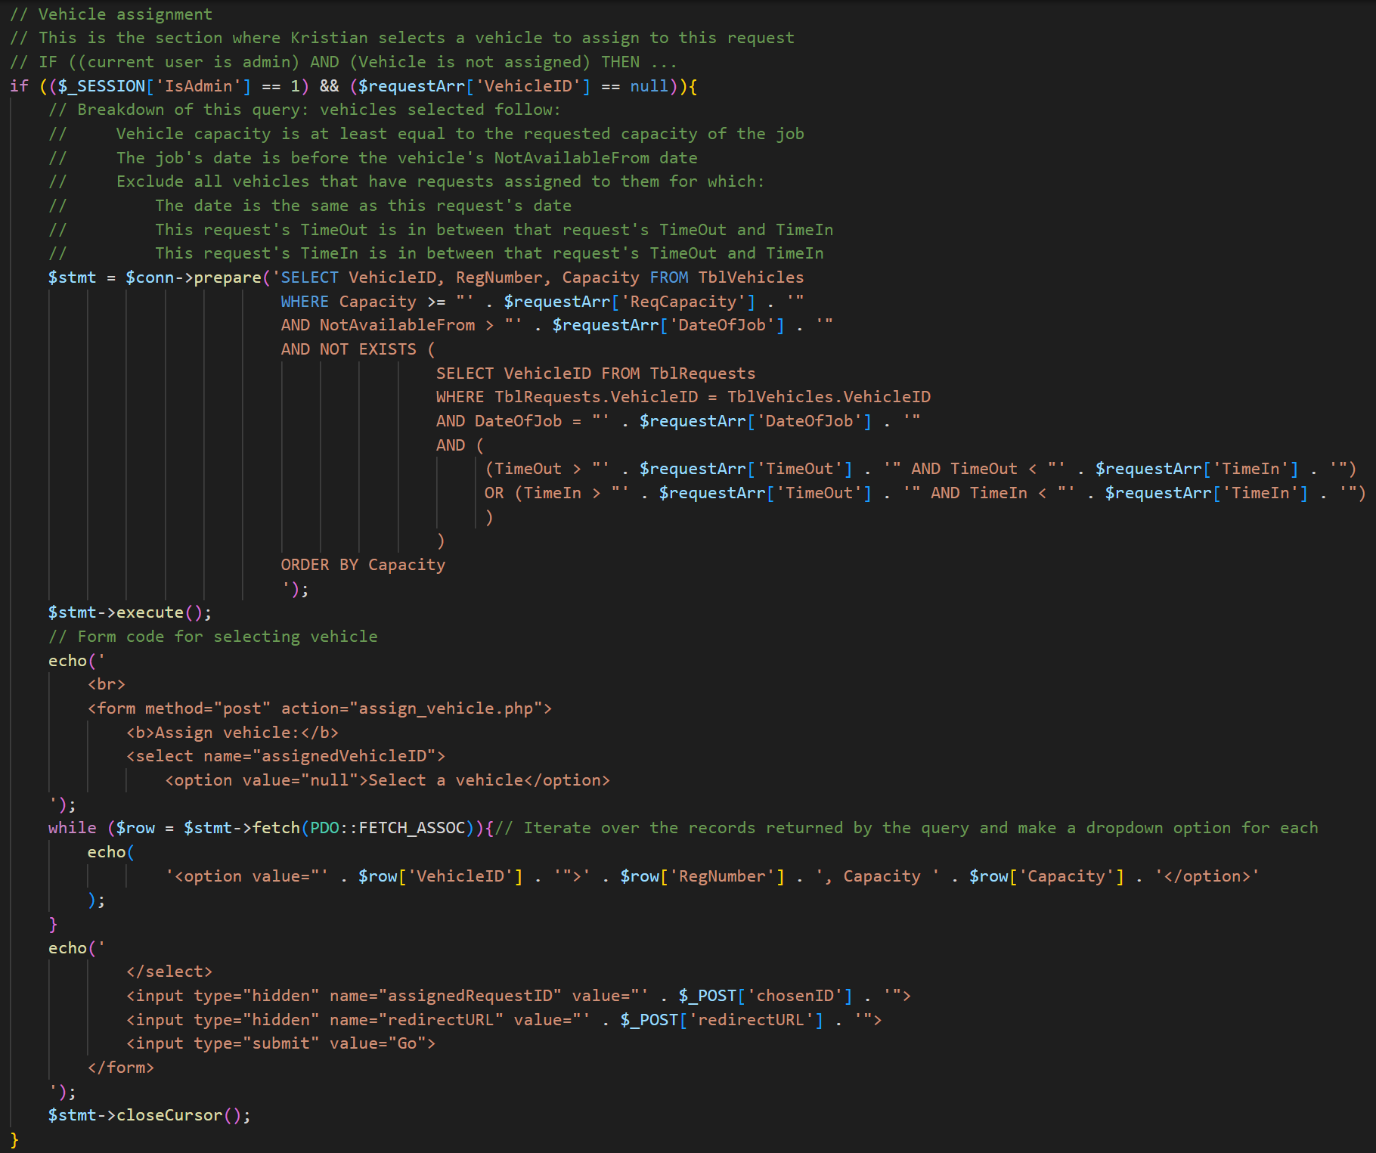 // Vehicle assignment
// This is the section where Kristian selects a vehicle to assign to this request
// IF ((current user is admin) AND (Vehicle is not assigned) THEN ...
if (($_SESSION['IsAdmin'] == 1) && ($requestArr['VehicleID'] == null)){
    // Breakdown of this query: vehicles selected follow:
    //     Vehicle capacity is at least equal to the requested capacity of the job
    //     The job's date is before the vehicle's NotAvailableFrom date
    //     Exclude all vehicles that have requests assigned to them for which:
    //         The date is the same as this request's date
    //         This request's TimeOut is in between that request's TimeOut and TimeIn
    //         This request's TimeIn is in between that request's TimeOut and TimeIn
    $stmt = $conn->prepare('SELECT VehicleID, RegNumber, Capacity FROM TblVehicles
                            WHERE Capacity >= "' . $requestArr['ReqCapacity'] . '"
                            AND NotAvailableFrom > "' . $requestArr['DateOfJob'] . '"
                            AND NOT EXISTS (
                                            SELECT VehicleID FROM TblRequests
                                            WHERE TblRequests.VehicleID = TblVehicles.VehicleID
                                            AND DateOfJob = "' . $requestArr['DateOfJob'] . '"
                                            AND (
                                                 (TimeOut > "' . $requestArr['TimeOut'] . '" AND TimeOut < "' . $requestArr['TimeIn'] . '")
                                                 OR (TimeIn > "' . $requestArr['TimeOut'] . '" AND TimeIn < "' . $requestArr['TimeIn'] . '")
                                                 )
                                            )
                            ORDER BY Capacity
                            ');
    $stmt->execute();
    // Form code for selecting vehicle
    echo('
        <br>
        <form method="post" action="assign_vehicle.php">
            <b>Assign vehicle:</b>
            <select name="assignedVehicleID">
                <option value="null">Select a vehicle</option>
    ');
    while ($row = $stmt->fetch(PDO::FETCH_ASSOC)){// Iterate over the records returned by the query and make a dropdown option for each
        echo(
                '<option value="' . $row['VehicleID'] . '">' . $row['RegNumber'] . ', Capacity ' . $row['Capacity'] . '</option>'
        );
    }
    echo('
            </select>
            <input type="hidden" name="assignedRequestID" value="' . $_POST['chosenID'] . '">
            <input type="hidden" name="redirectURL" value="' . $_POST['redirectURL'] . '">
            <input type="submit" value="Go">
        </form>
    ');
    $stmt->closeCursor();
}